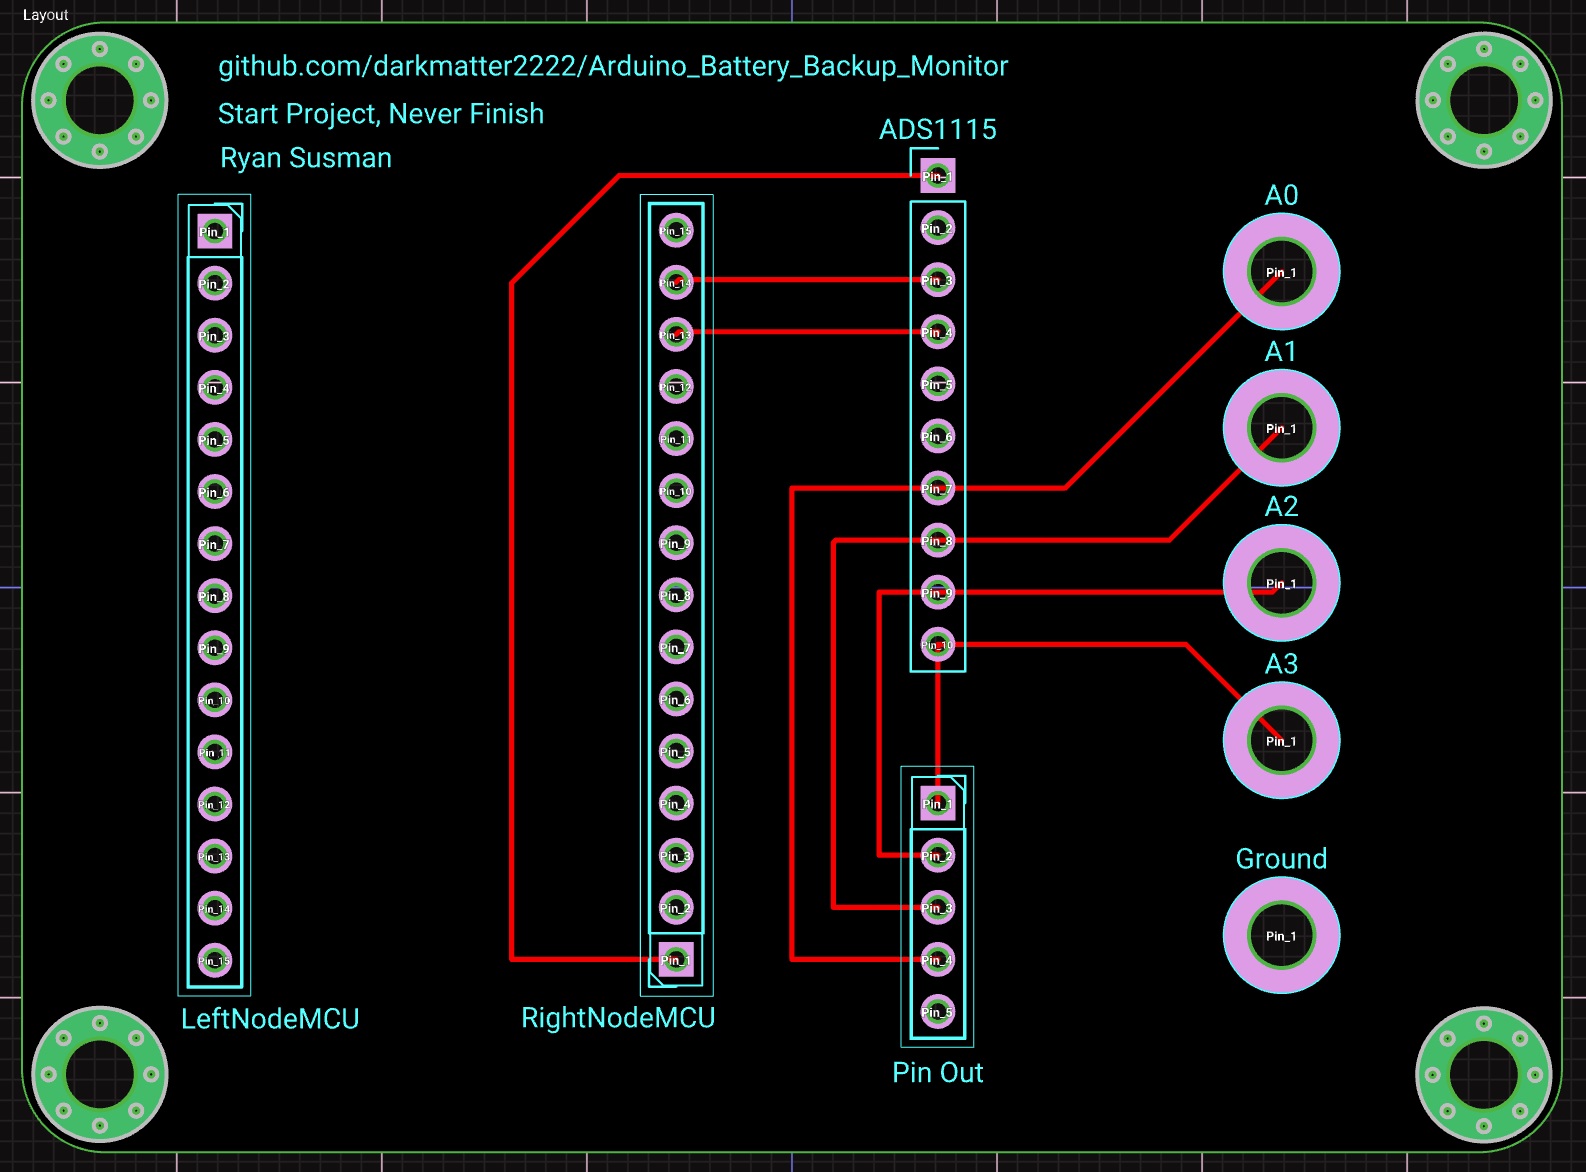 Layout
github.com/darkmatter2222/Arduino_Battery_Backup_Monitor
Start Project, Never Finish
Ryan Susman
ADS1115
Pin_1
Pin_2
Pin_3
Pin_4
Pin_5
Pin_6
Pin_7
Pin_8
Pin_9
Pin_10
Pin_1
Pin_2
Pin_3
Pin_4
Pin_5
Pin_6
Pin_7
Pin_8
Pin_9
Pin_10
Pin_11
Pin_12
Pin_13
Pin_14
Pin_15
LeftNodeMCU
Pin_15
Pin_14
Pin_13
Pin_12
Pin_11
Pin_10
Pin_9
Pin_8
Pin_7
Pin_6
Pin_5
Pin_4
Pin_3
Pin_2
Pin_1
RightNodeMCU
Pin_1
Pin_2
Pin_3
Pin_4
Pin_5
Pin Out
A0
Pin_1
A1
Pin_1
A2
Pin_1
A3
Pin_1
Ground
Pin_1